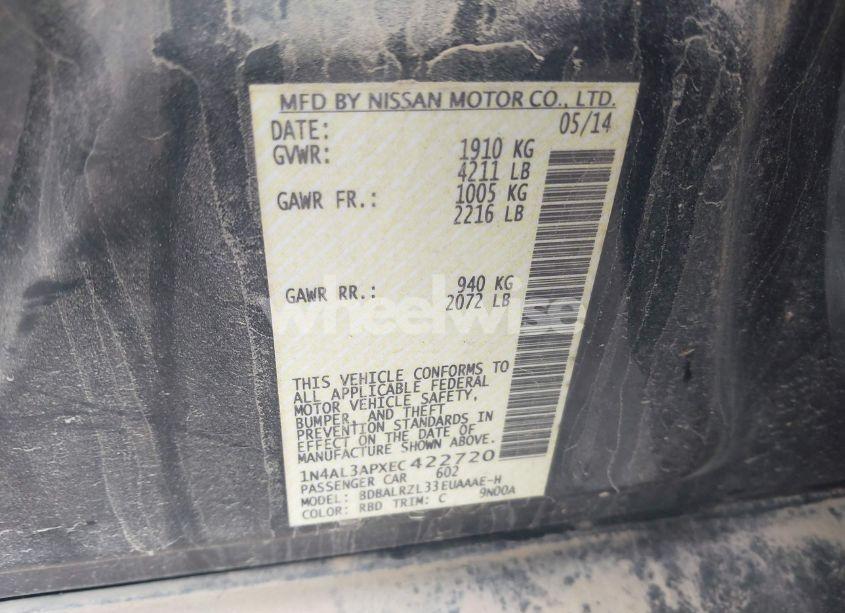 MFD BY NISSAN MOTOR CO., LTD.
DATE: 05/14
GVWR: 1910 KG
4211 LB
GAWR FR.: 1005 KG
2216 LB
GAWR RR.: 940 KG
2072 LB
wheelwise
THIS VEHICLE CONFORMS TO
ALL APPLICABLE FEDERAL
MOTOR VEHICLE SAFETY,
BUMPER, AND THEFT
PREVENTION STANDARDS IN
EFFECT ON THE DATE OF
MANUFACTURE SHOWN ABOVE.
1N4AL3APXEC422720
PASSENGER CAR 602
MODEL: BDBALRZL33EUAAAE-H
COLOR: RBD TRIM: C 9N00A